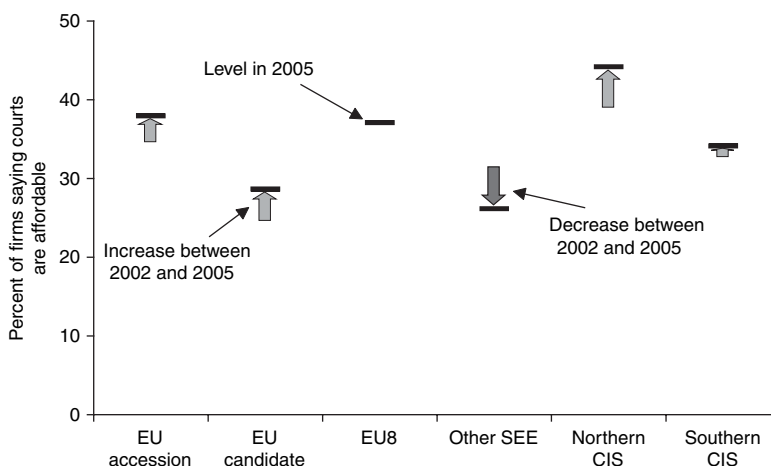 Percent of firms saying courts
are affordable
50
40
30
20
10
0
Level in 2005
Increase between
2002 and 2005
Decrease between
2002 and 2005
EU
accession
EU
candidate
EU8
Other SEE
Northern
CIS
Southern
CIS